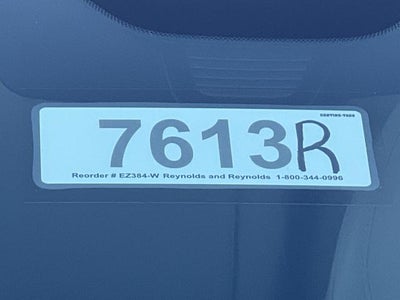 7613R
Reorder # EZ384-W Reynolds and Reynolds 1-800-344-0996